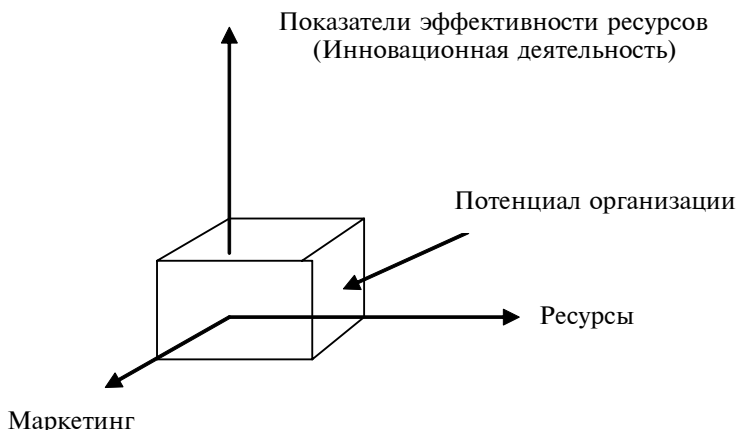 Показатели эффективности ресурсов
(Инновационная деятельность)
Потенциал организации
Ресурсы
Маркетинг